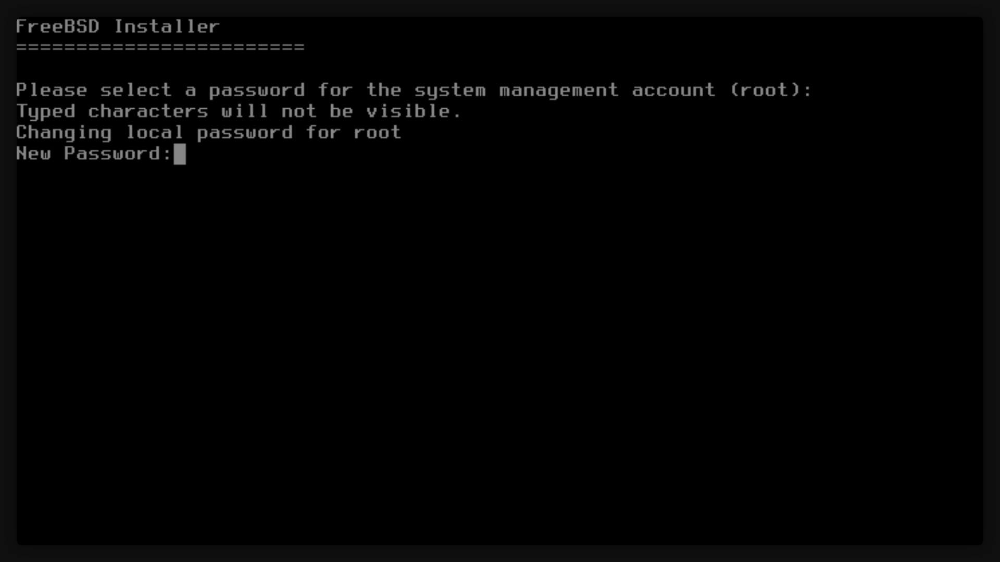 FreeBSD Installer
========================
Please select a password for the system management account (root):
Typed characters will not be visible.
Changing local password for root
New Password: